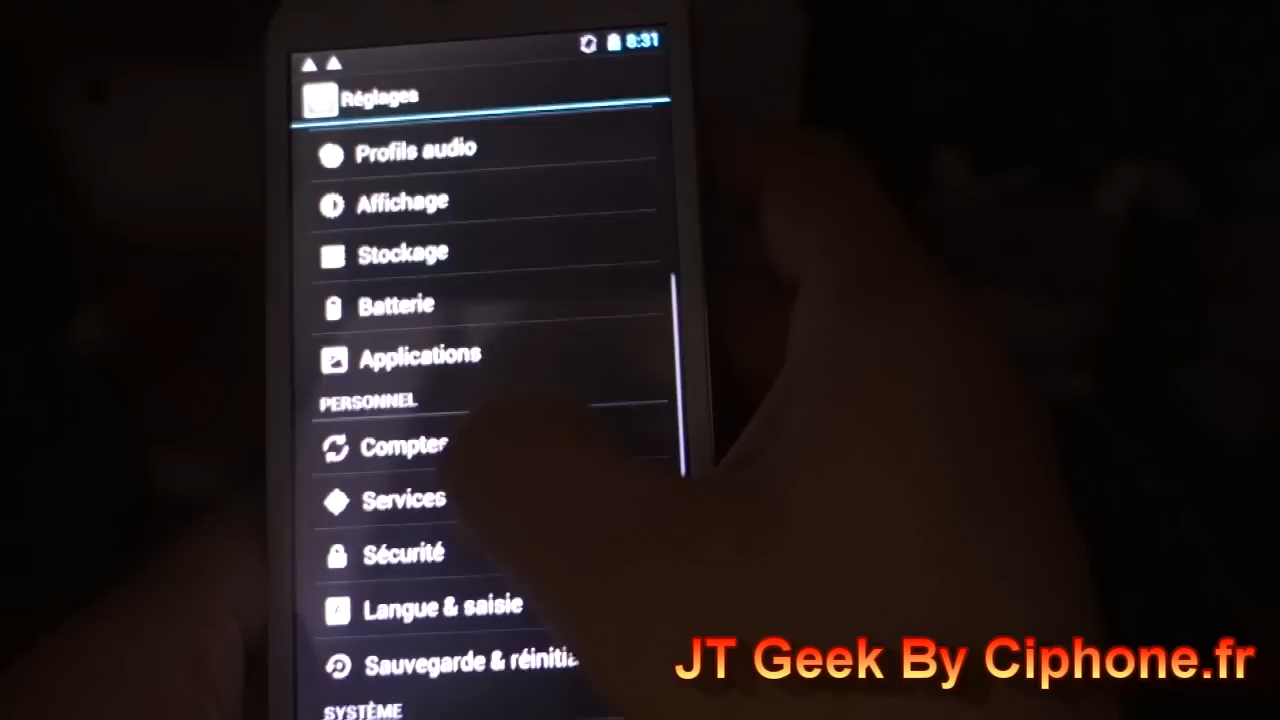 8:31
Réglages
Profils audio
Affichage
Stockage
Batterie
Applications
PERSONNEL
Comptes
Services
Sécurité
Langue & saisie
Sauvegarde & réinitia
SYSTÈME
JT Geek By Ciphone.fr